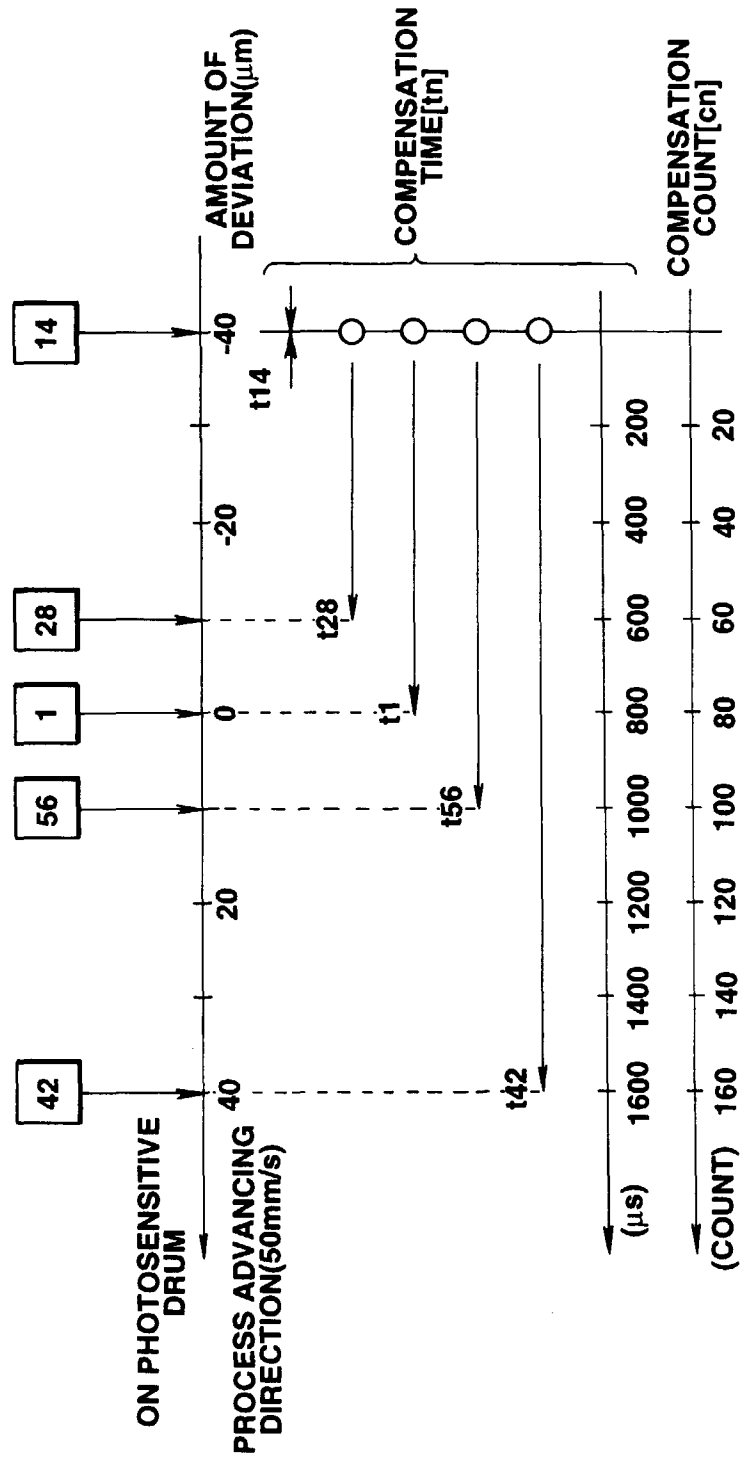 42
56
1
28
14
ON PHOTOSENSITIVE
DRUM
PROCESS ADVANCING
DIRECTION(50mm/s)
40
20
0
-20
-40
AMOUNT OF
DEVIATION(μm)
t14
t28
t1
t56
t42
COMPENSATION
TIME[tn]
(μs)
1600
1400
1200
1000
800
600
400
200
(COUNT)
160
140
120
100
80
60
40
20
COMPENSATION
COUNT[cn]